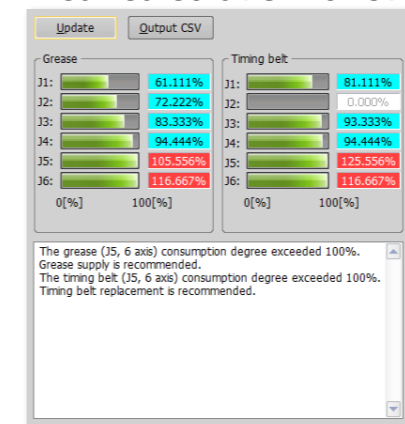 Update Output CSV
Grease
J1: 61.111%
J2: 72.222%
J3: 83.333%
J4: 94.444%
J5: 105.556%
J6: 116.667%
0[%] 100[%]
Timing belt
J1: 81.111%
J2: 0.000%
J3: 93.333%
J4: 94.444%
J5: 125.556%
J6: 116.667%
0[%] 100[%]
The grease (J5, 6 axis) consumption degree exceeded 100%.
Grease supply is recommended.
The timing belt (J5, 6 axis) consumption degree exceeded 100%.
Timing belt replacement is recommended.